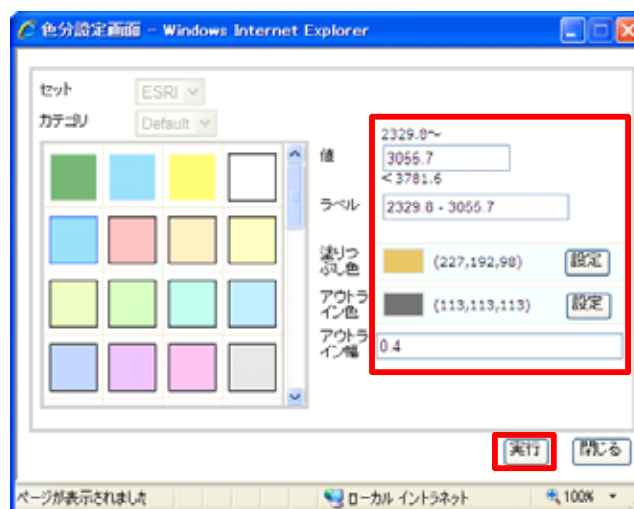 色分設定画面 - Windows Internet Explorer
セット
ESRI
カテゴリ
Default
値
2329.8～
3055.7
<3781.6
ラベル
2329.8 - 3055.7
塗りつ
ぶし色
(227,192,98)
設定
アウトラ
イン色
(113,113,113)
設定
アウトラ
イン幅
0.4
実行
閉じる
ページが表示されました
ローカル イントラネット
100%